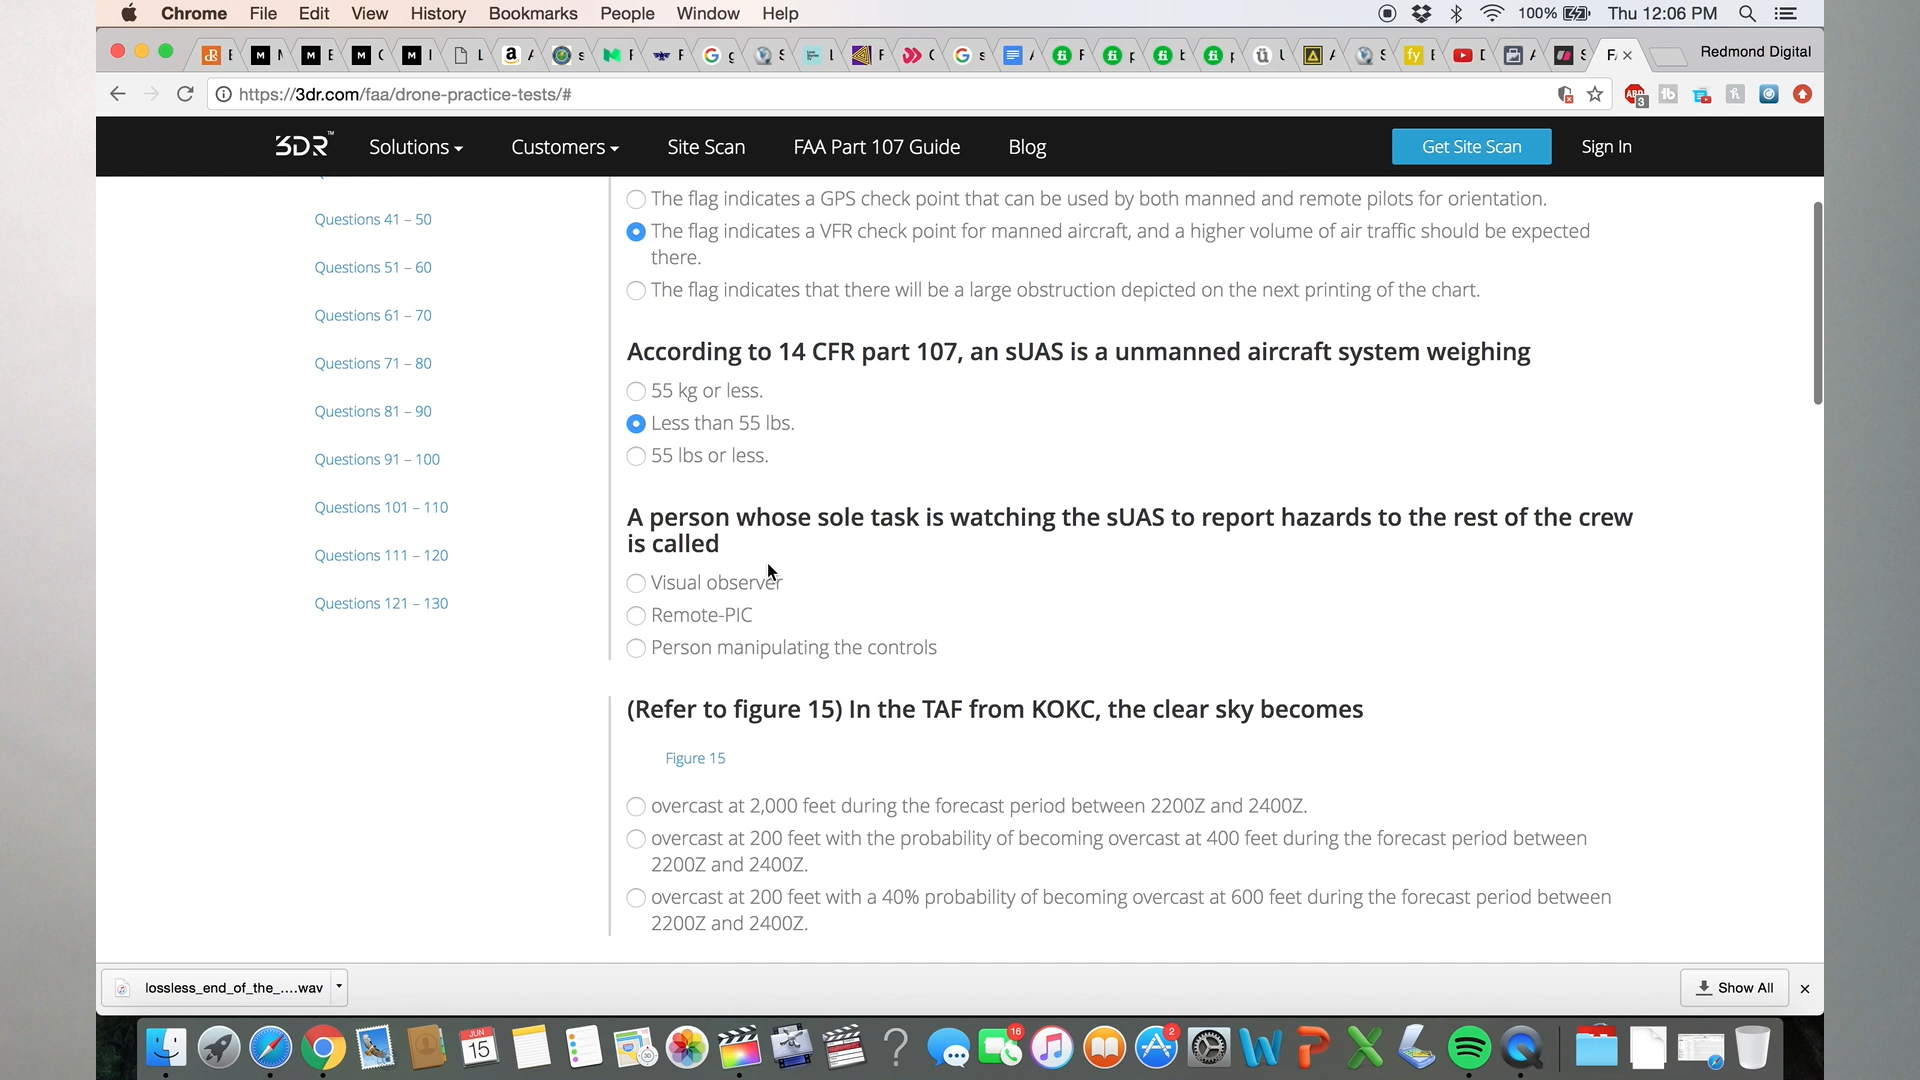 Chrome File Edit View History Bookmarks People Window Help 100% Thu 12:06 PM
Redmond Digital
https://3dr.com/faa/drone-practice-tests/#
3DR™ Solutions Customers Site Scan FAA Part 107 Guide Blog Get Site Scan Sign In
The flag indicates a GPS check point that can be used by both manned and remote pilots for orientation.
Questions 41 – 50
The flag indicates a VFR check point for manned aircraft, and a higher volume of air traffic should be expected
there.
Questions 51 – 60
The flag indicates that there will be a large obstruction depicted on the next printing of the chart.
Questions 61 – 70
According to 14 CFR part 107, an sUAS is a unmanned aircraft system weighing
Questions 71 – 80
55 kg or less.
Questions 81 – 90
Less than 55 lbs.
55 lbs or less.
Questions 91 – 100
Questions 101 – 110
A person whose sole task is watching the sUAS to report hazards to the rest of the crew
is called
Questions 111 – 120
Visual observer
Questions 121 – 130
Remote-PIC
Person manipulating the controls
(Refer to figure 15) In the TAF from KOKC, the clear sky becomes
Figure 15
overcast at 2,000 feet during the forecast period between 2200Z and 2400Z.
overcast at 200 feet with the probability of becoming overcast at 400 feet during the forecast period between
2200Z and 2400Z.
overcast at 200 feet with a 40% probability of becoming overcast at 600 feet during the forecast period between
2200Z and 2400Z.
lossless_end_of_the_....wav Show All
JUN
15
16
2